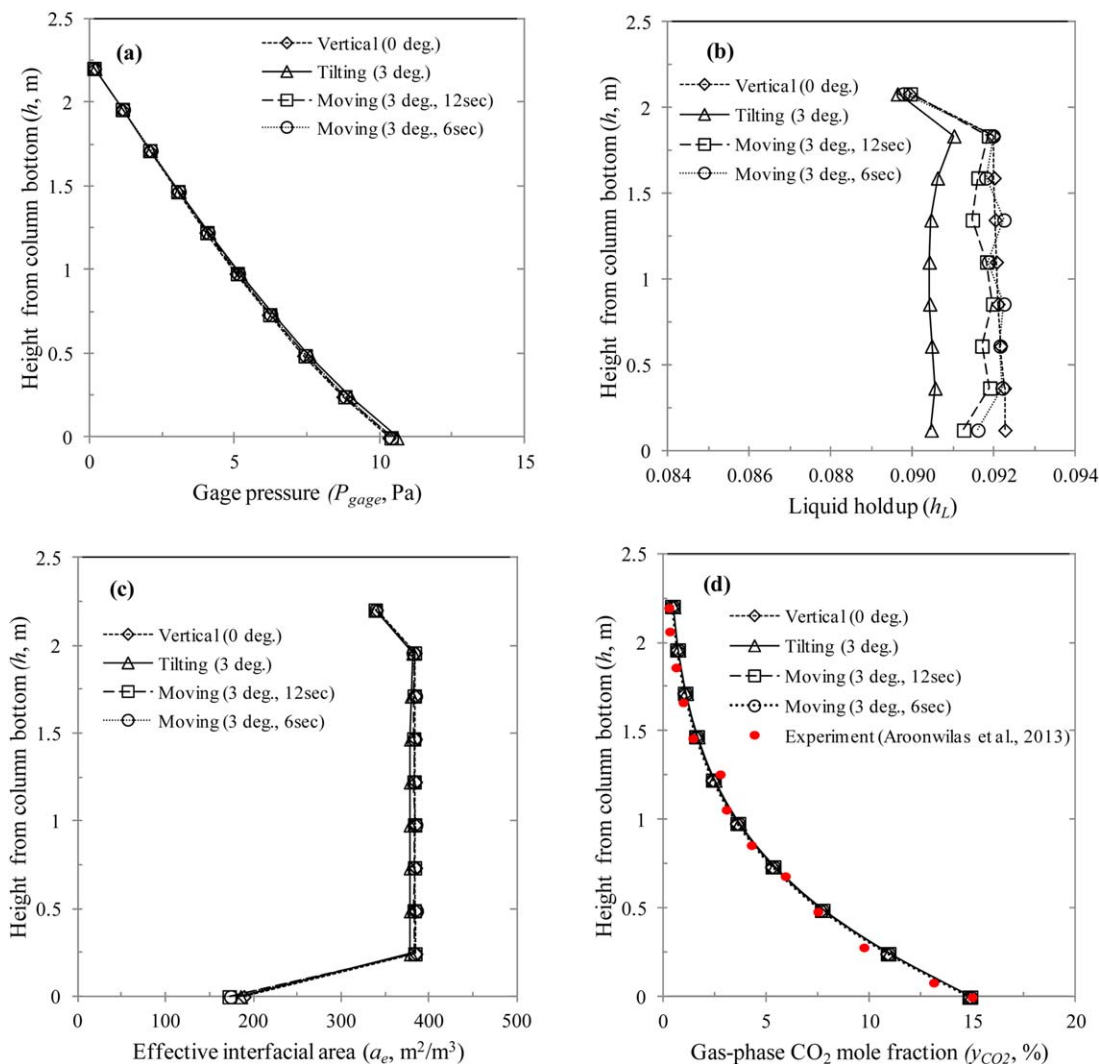 (a)
Vertical (0 deg.)
Tilting (3 deg.)
Moving (3 deg., 12sec)
Moving (3 deg., 6sec)
Height from column bottom (h, m)
2.5
2
1.5
1
0.5
0
0 5 10 15
Gage pressure (P_gage, Pa)
(b)
Vertical (0 deg.)
Tilting (3 deg.)
Moving (3 deg., 12sec)
Moving (3 deg., 6sec)
Height from column bottom (h, m)
2.5
2
1.5
1
0.5
0
0.084 0.086 0.088 0.090 0.092 0.094
Liquid holdup (h_L)
(c)
Vertical (0 deg.)
Tilting (3 deg.)
Moving (3 deg., 12sec)
Moving (3 deg., 6sec)
Height from column bottom (h, m)
2.5
2
1.5
1
0.5
0
0 100 200 300 400 500
Effective interfacial area (a_e, m²/m³)
(d)
Vertical (0 deg.)
Tilting (3 deg.)
Moving (3 deg., 12sec)
Moving (3 deg., 6sec)
Experiment (Aroonwilas et al., 2013)
Height from column bottom (h, m)
2.5
2
1.5
1
0.5
0
0 5 10 15 20
Gas-phase CO₂ mole fraction (y_CO2, %)